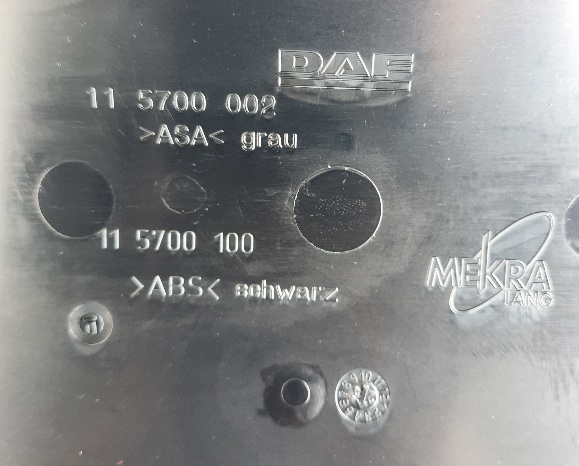 DAF
11 5700 002
>ASA< grau
11 5700 100
>ABS< schwarz
MEKRA
LANG